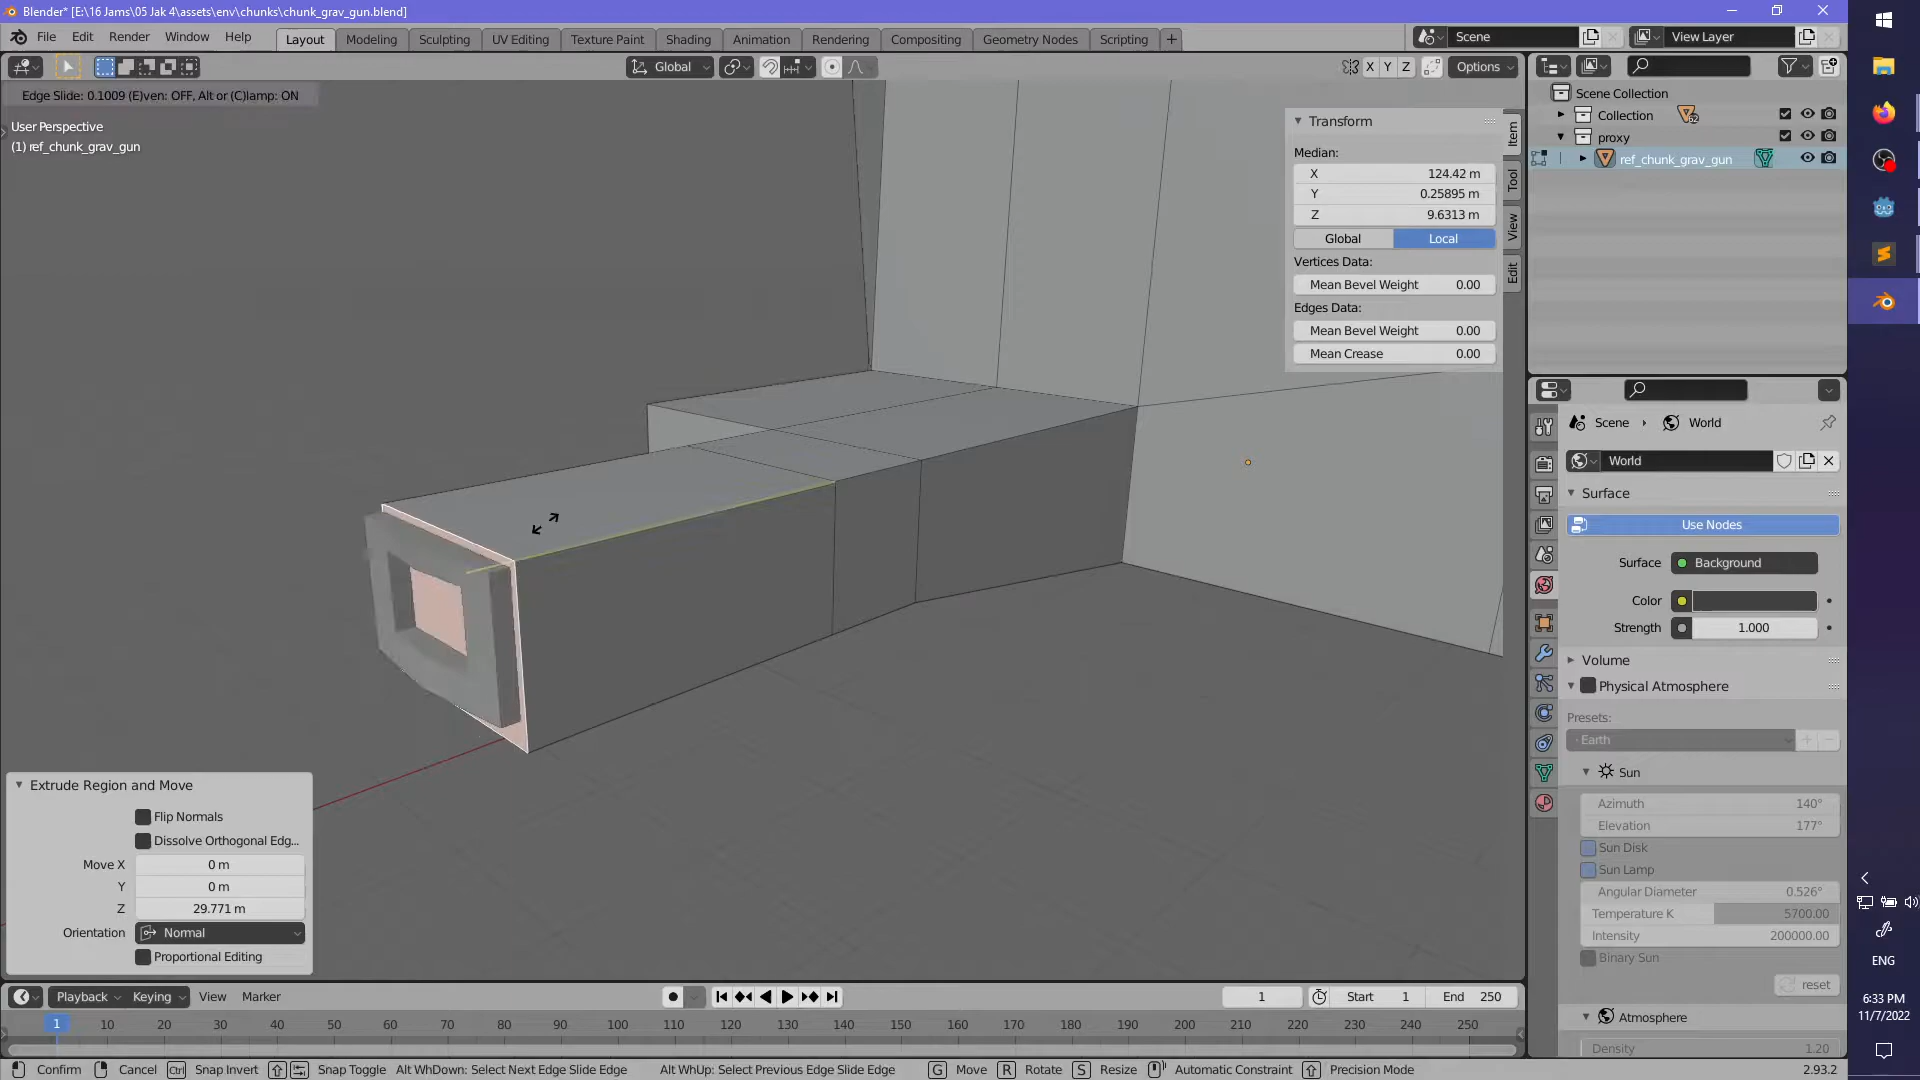 Blender* [E:\16 Jams\05 Jak 4\assets\env\chunks\chunk_grav_gun.blend]
File Edit Render Window Help Layout Modeling Sculpting UV Editing Texture Paint Shading Animation Rendering Compositing Geometry Nodes Scripting + Scene View Layer
Global X Y Z Options
Edge Slide: 0.1009 (E)ven: OFF, Alt or (C)lamp: ON
User Perspective
(1) ref_chunk_grav_gun
Transform
Median:
X 124.42 m
Y 0.25895 m
Z 9.6313 m
Global Local
Vertices Data:
Mean Bevel Weight 0.00
Edges Data:
Mean Bevel Weight 0.00
Mean Crease 0.00
Item
Tool
View
Edit
Scene Collection
Collection
proxy
ref_chunk_grav_gun
Scene World
World
Surface
Use Nodes
Surface Background
Color
Strength 1.000
Volume
Physical Atmosphere
Presets:
Earth
Sun
Azimuth 140°
Elevation 177°
Sun Disk
Sun Lamp
Angular Diameter 0.526°
Temperature K 5700.00
Intensity 200000.00
Binary Sun
reset
Atmosphere
Density 1.20
Extrude Region and Move
Flip Normals
Dissolve Orthogonal Edg...
Move X 0 m
Y 0 m
Z 29.771 m
Orientation Normal
Proportional Editing
Playback Keying View Marker 1 Start 1 End 250
1 10 20 30 40 50 60 70 80 90 100 110 120 130 140 150 160 170 180 190 200 210 220 230 240 250
Confirm Cancel Ctrl Snap Invert Snap Toggle Alt WhDown: Select Next Edge Slide Edge Alt WhUp: Select Previous Edge Slide Edge G Move R Rotate S Resize Automatic Constraint Precision Mode 2.93.2
ENG
6:33 PM
11/7/2022